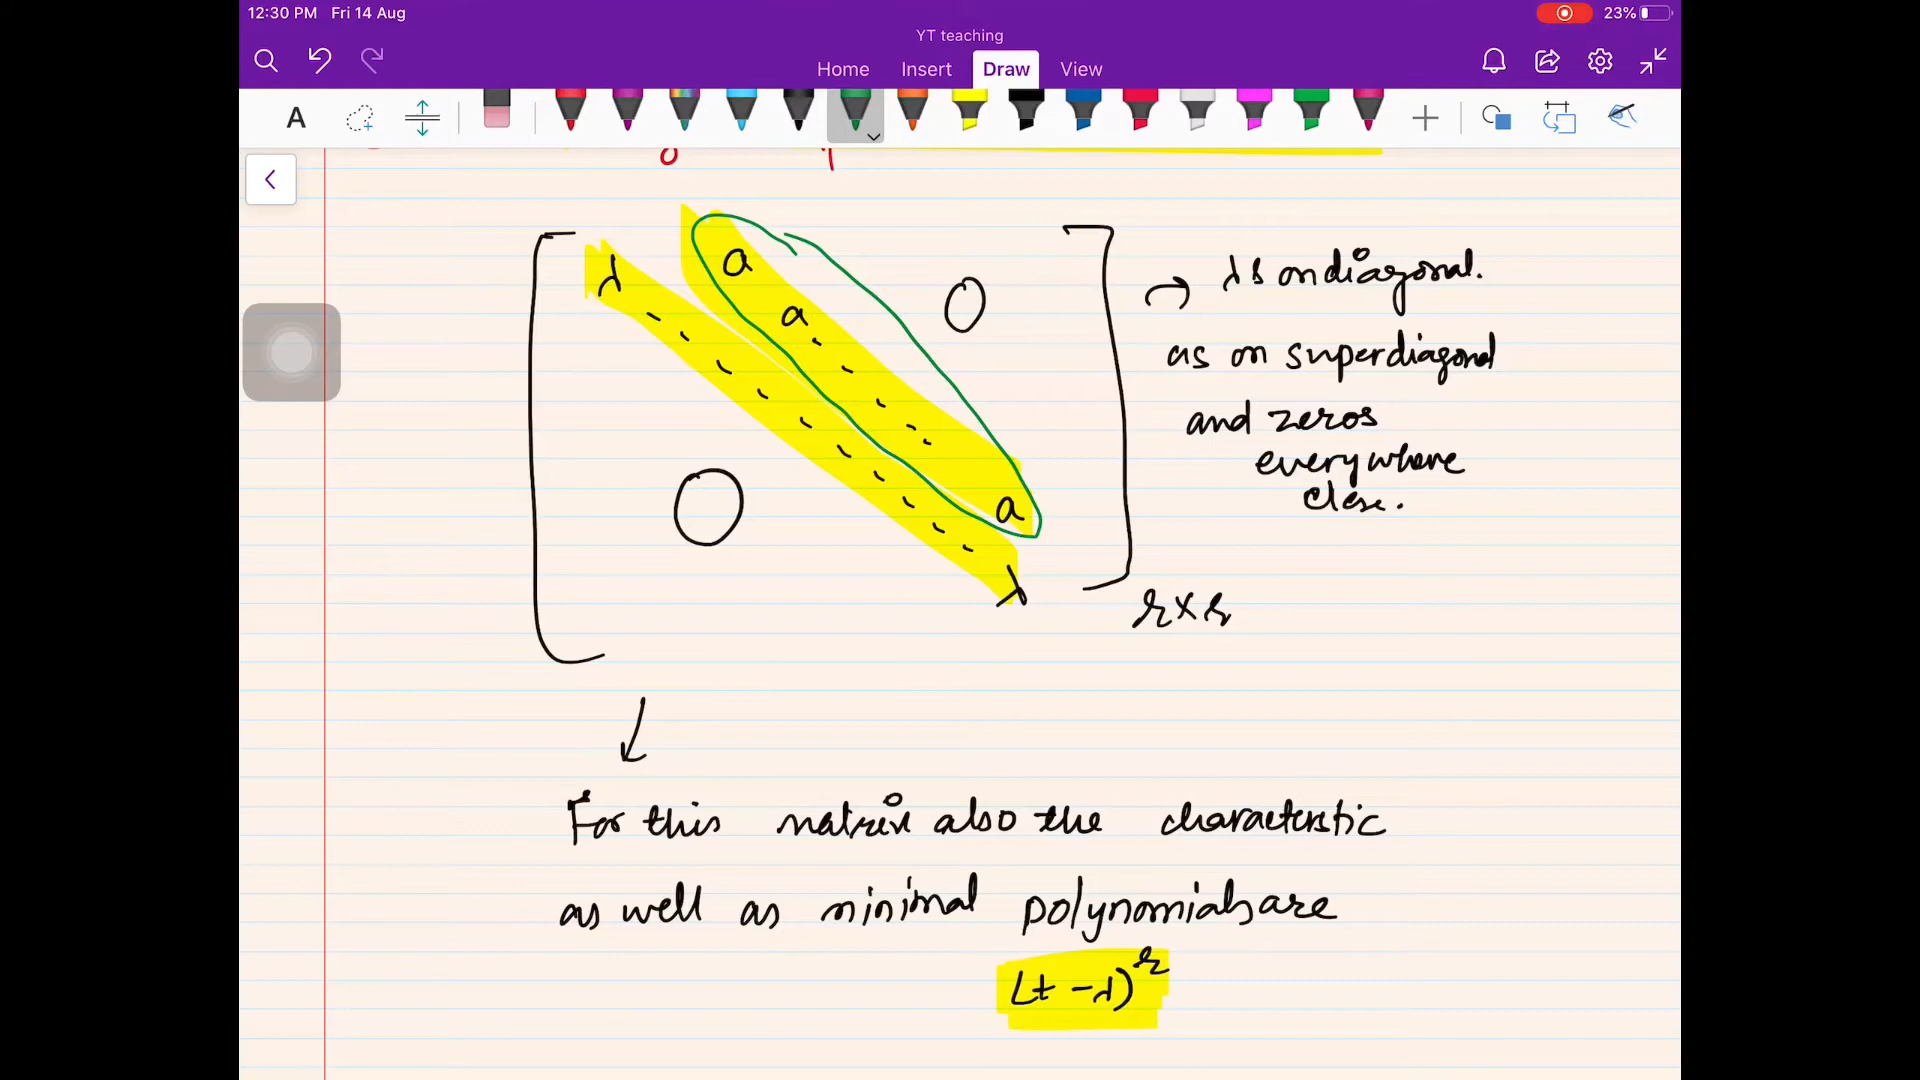 12:30 PM Fri 14 Aug
23%
YT teaching
Home Insert Draw View
A
λ a
a
O
O
a
λ
r×r
→ λs on diagonal.
as on superdiagonal
and zeros
everywhere
else.
For this matrix also the characterstic
as well as minimal polynomials are
(t-λ)^r